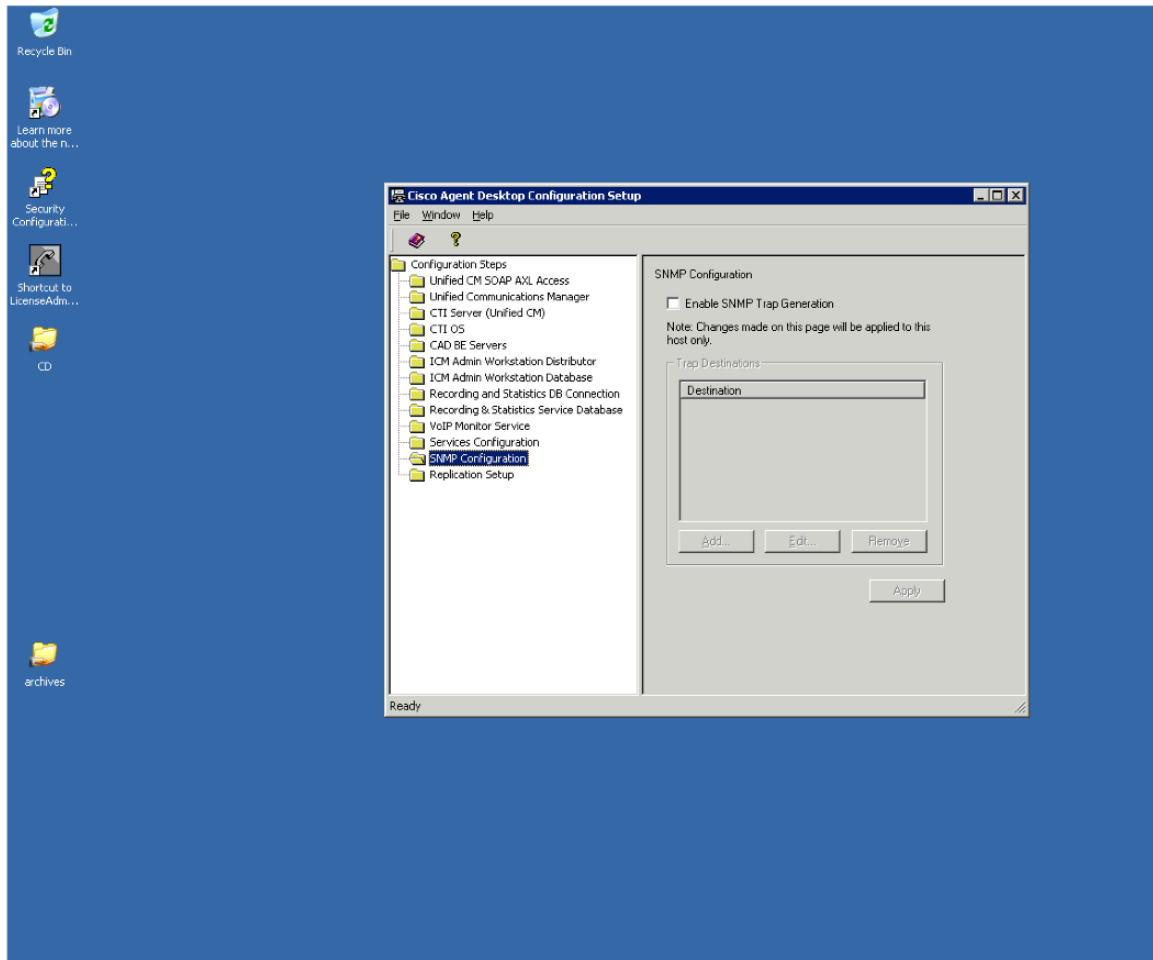 Recycle Bin
Learn more
about the n...
Security
Configurati...
Shortcut to
LicenseAdm...
CD
archives
Cisco Agent Desktop Configuration Setup
File Window Help
Configuration Steps
Unified CM SOAP AXL Access
Unified Communications Manager
CTI Server (Unified CM)
CTI OS
CAD BE Servers
ICM Admin Workstation Distributor
ICM Admin Workstation Database
Recording and Statistics DB Connection
Recording & Statistics Service Database
VoIP Monitor Service
Services Configuration
SNMP Configuration
Replication Setup
SNMP Configuration
Enable SNMP Trap Generation
Note: Changes made on this page will be applied to this
host only.
Trap Destinations
Destination
Add... Edit... Remove
Apply
Ready